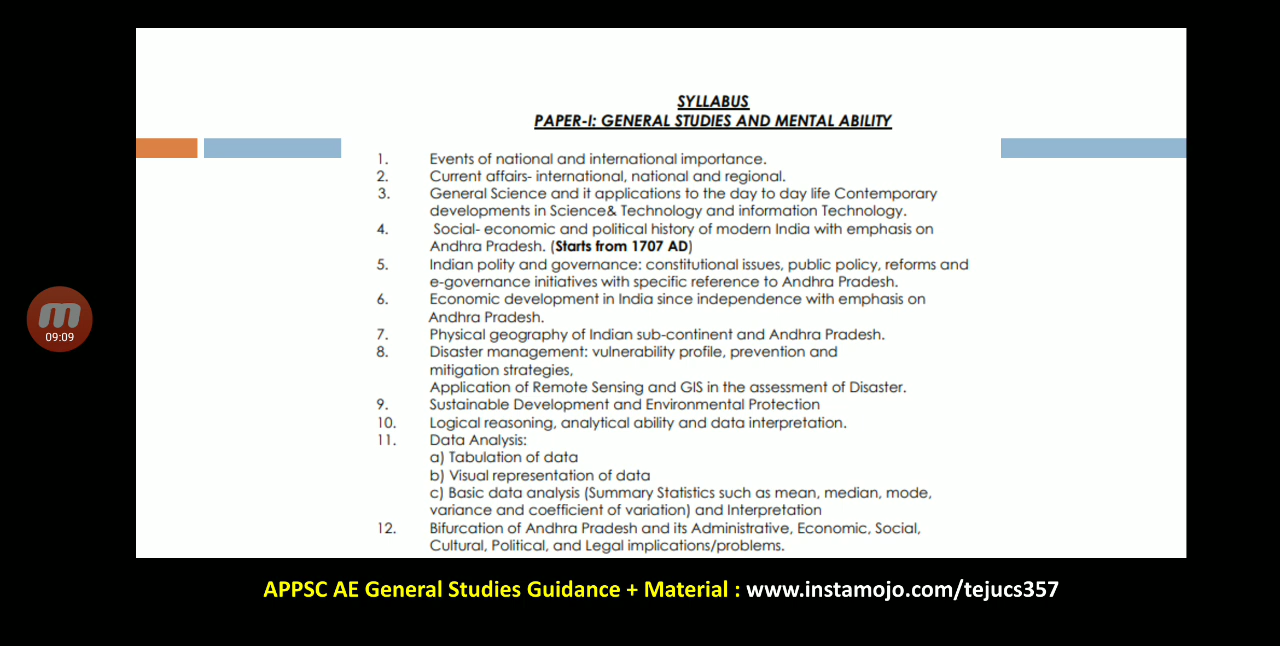 SYLLABUS
PAPER-I: GENERAL STUDIES AND MENTAL ABILITY
1. Events of national and international importance.
2. Current affairs- international, national and regional.
3. General Science and it applications to the day to day life Contemporary
developments in Science& Technology and information Technology.
4. Social- economic and political history of modern India with emphasis on
Andhra Pradesh. (Starts from 1707 AD)
5. Indian polity and governance: constitutional issues, public policy, reforms and
e-governance initiatives with specific reference to Andhra Pradesh.
6. Economic development in India since independence with emphasis on
Andhra Pradesh.
7. Physical geography of Indian sub-continent and Andhra Pradesh.
8. Disaster management: vulnerability profile, prevention and
mitigation strategies,
Application of Remote Sensing and GIS in the assessment of Disaster.
9. Sustainable Development and Environmental Protection
10. Logical reasoning, analytical ability and data interpretation.
11. Data Analysis:
a) Tabulation of data
b) Visual representation of data
c) Basic data analysis (Summary Statistics such as mean, median, mode,
variance and coefficient of variation) and Interpretation
12. Bifurcation of Andhra Pradesh and its Administrative, Economic, Social,
Cultural, Political, and Legal implications/problems.
m
09:09
APPSC AE General Studies Guidance + Material : www.instamojo.com/tejucs357